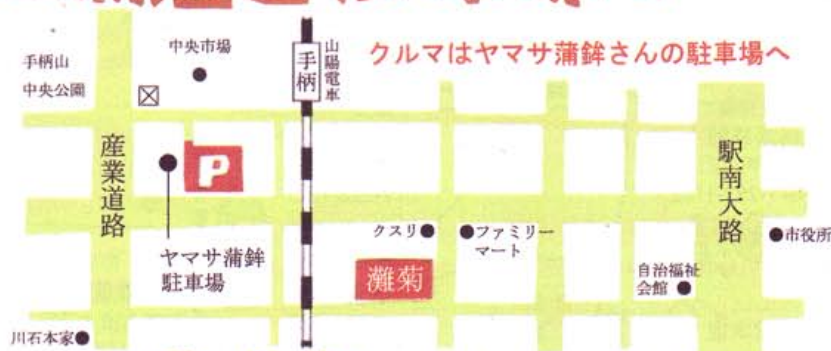 クルマはヤマサ蒲鉾さんの駐車場へ
手柄山
中央公園
中央市場
手柄
山陽電車
産業道路
P
ヤマサ蒲鉾
駐車場
クスリ
ファミリー
マート
灘菊
駅南大路
市役所
自治福祉
会館
川石本家